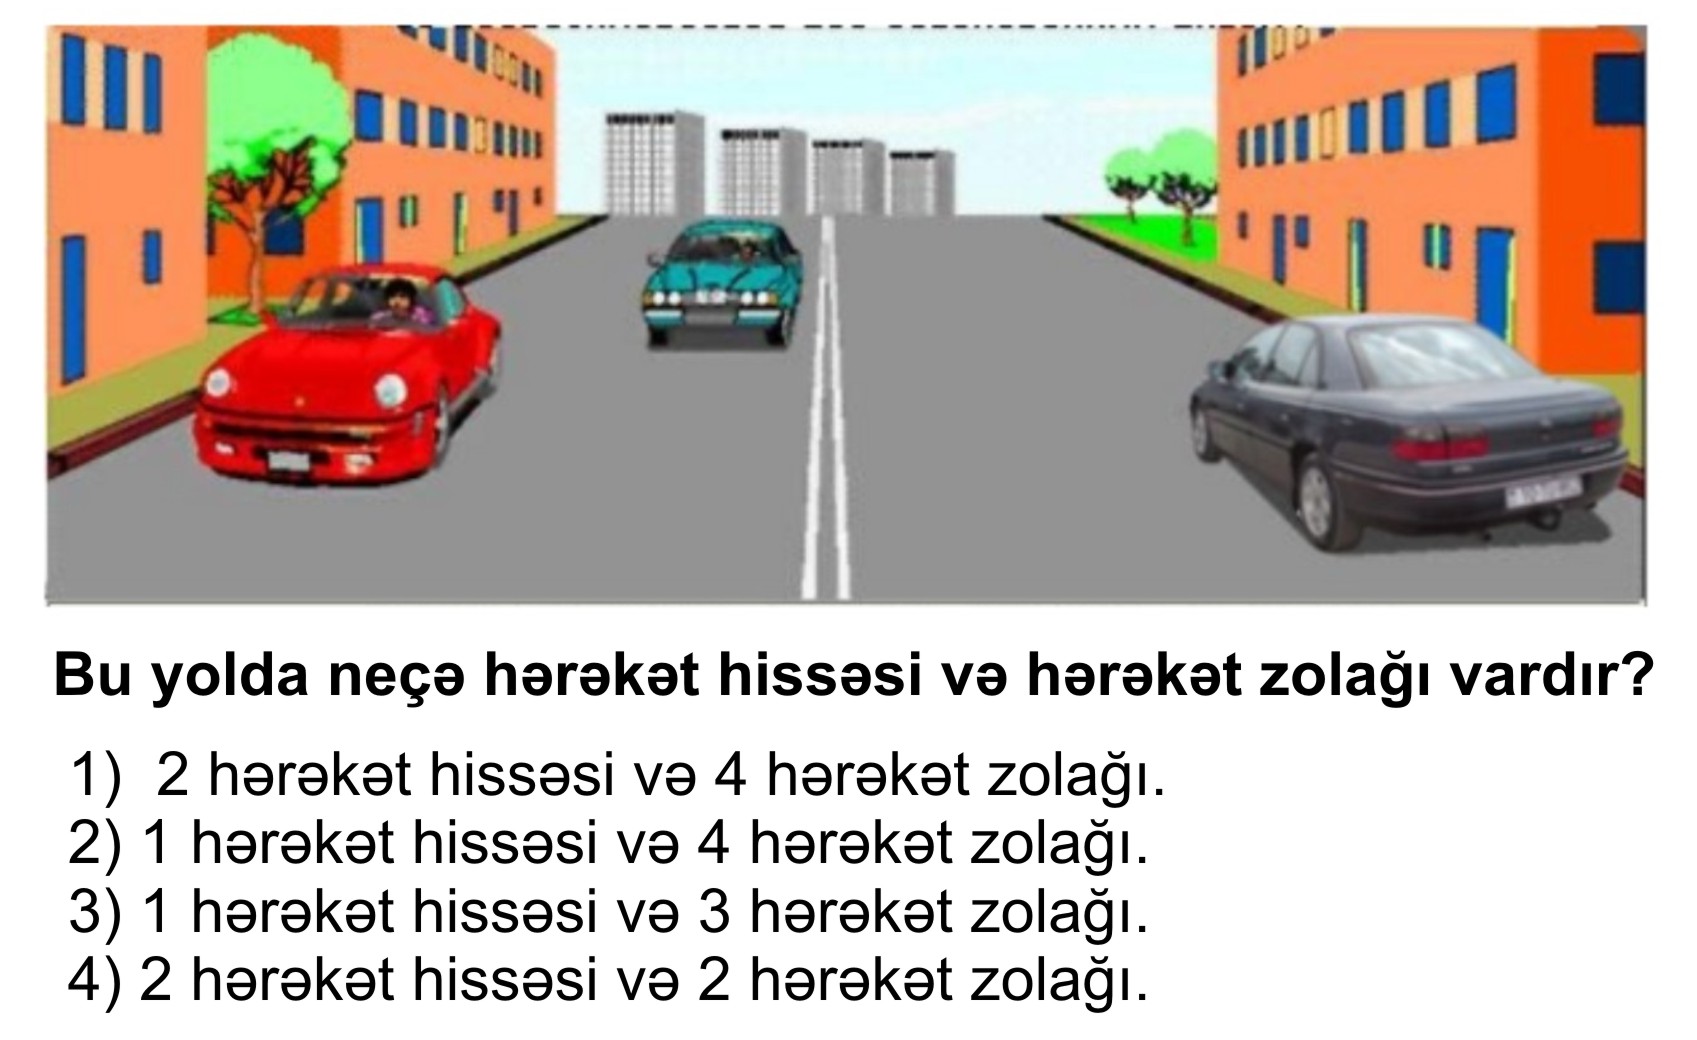 Bu yolda neçə hərəkət hissəsi və hərəkət zolağı vardır?
1) 2 hərəkət hissəsi və 4 hərəkət zolağı.
2) 1 hərəkət hissəsi və 4 hərəkət zolağı.
3) 1 hərəkət hissəsi və 3 hərəkət zolağı.
4) 2 hərəkət hissəsi və 2 hərəkət zolağı.